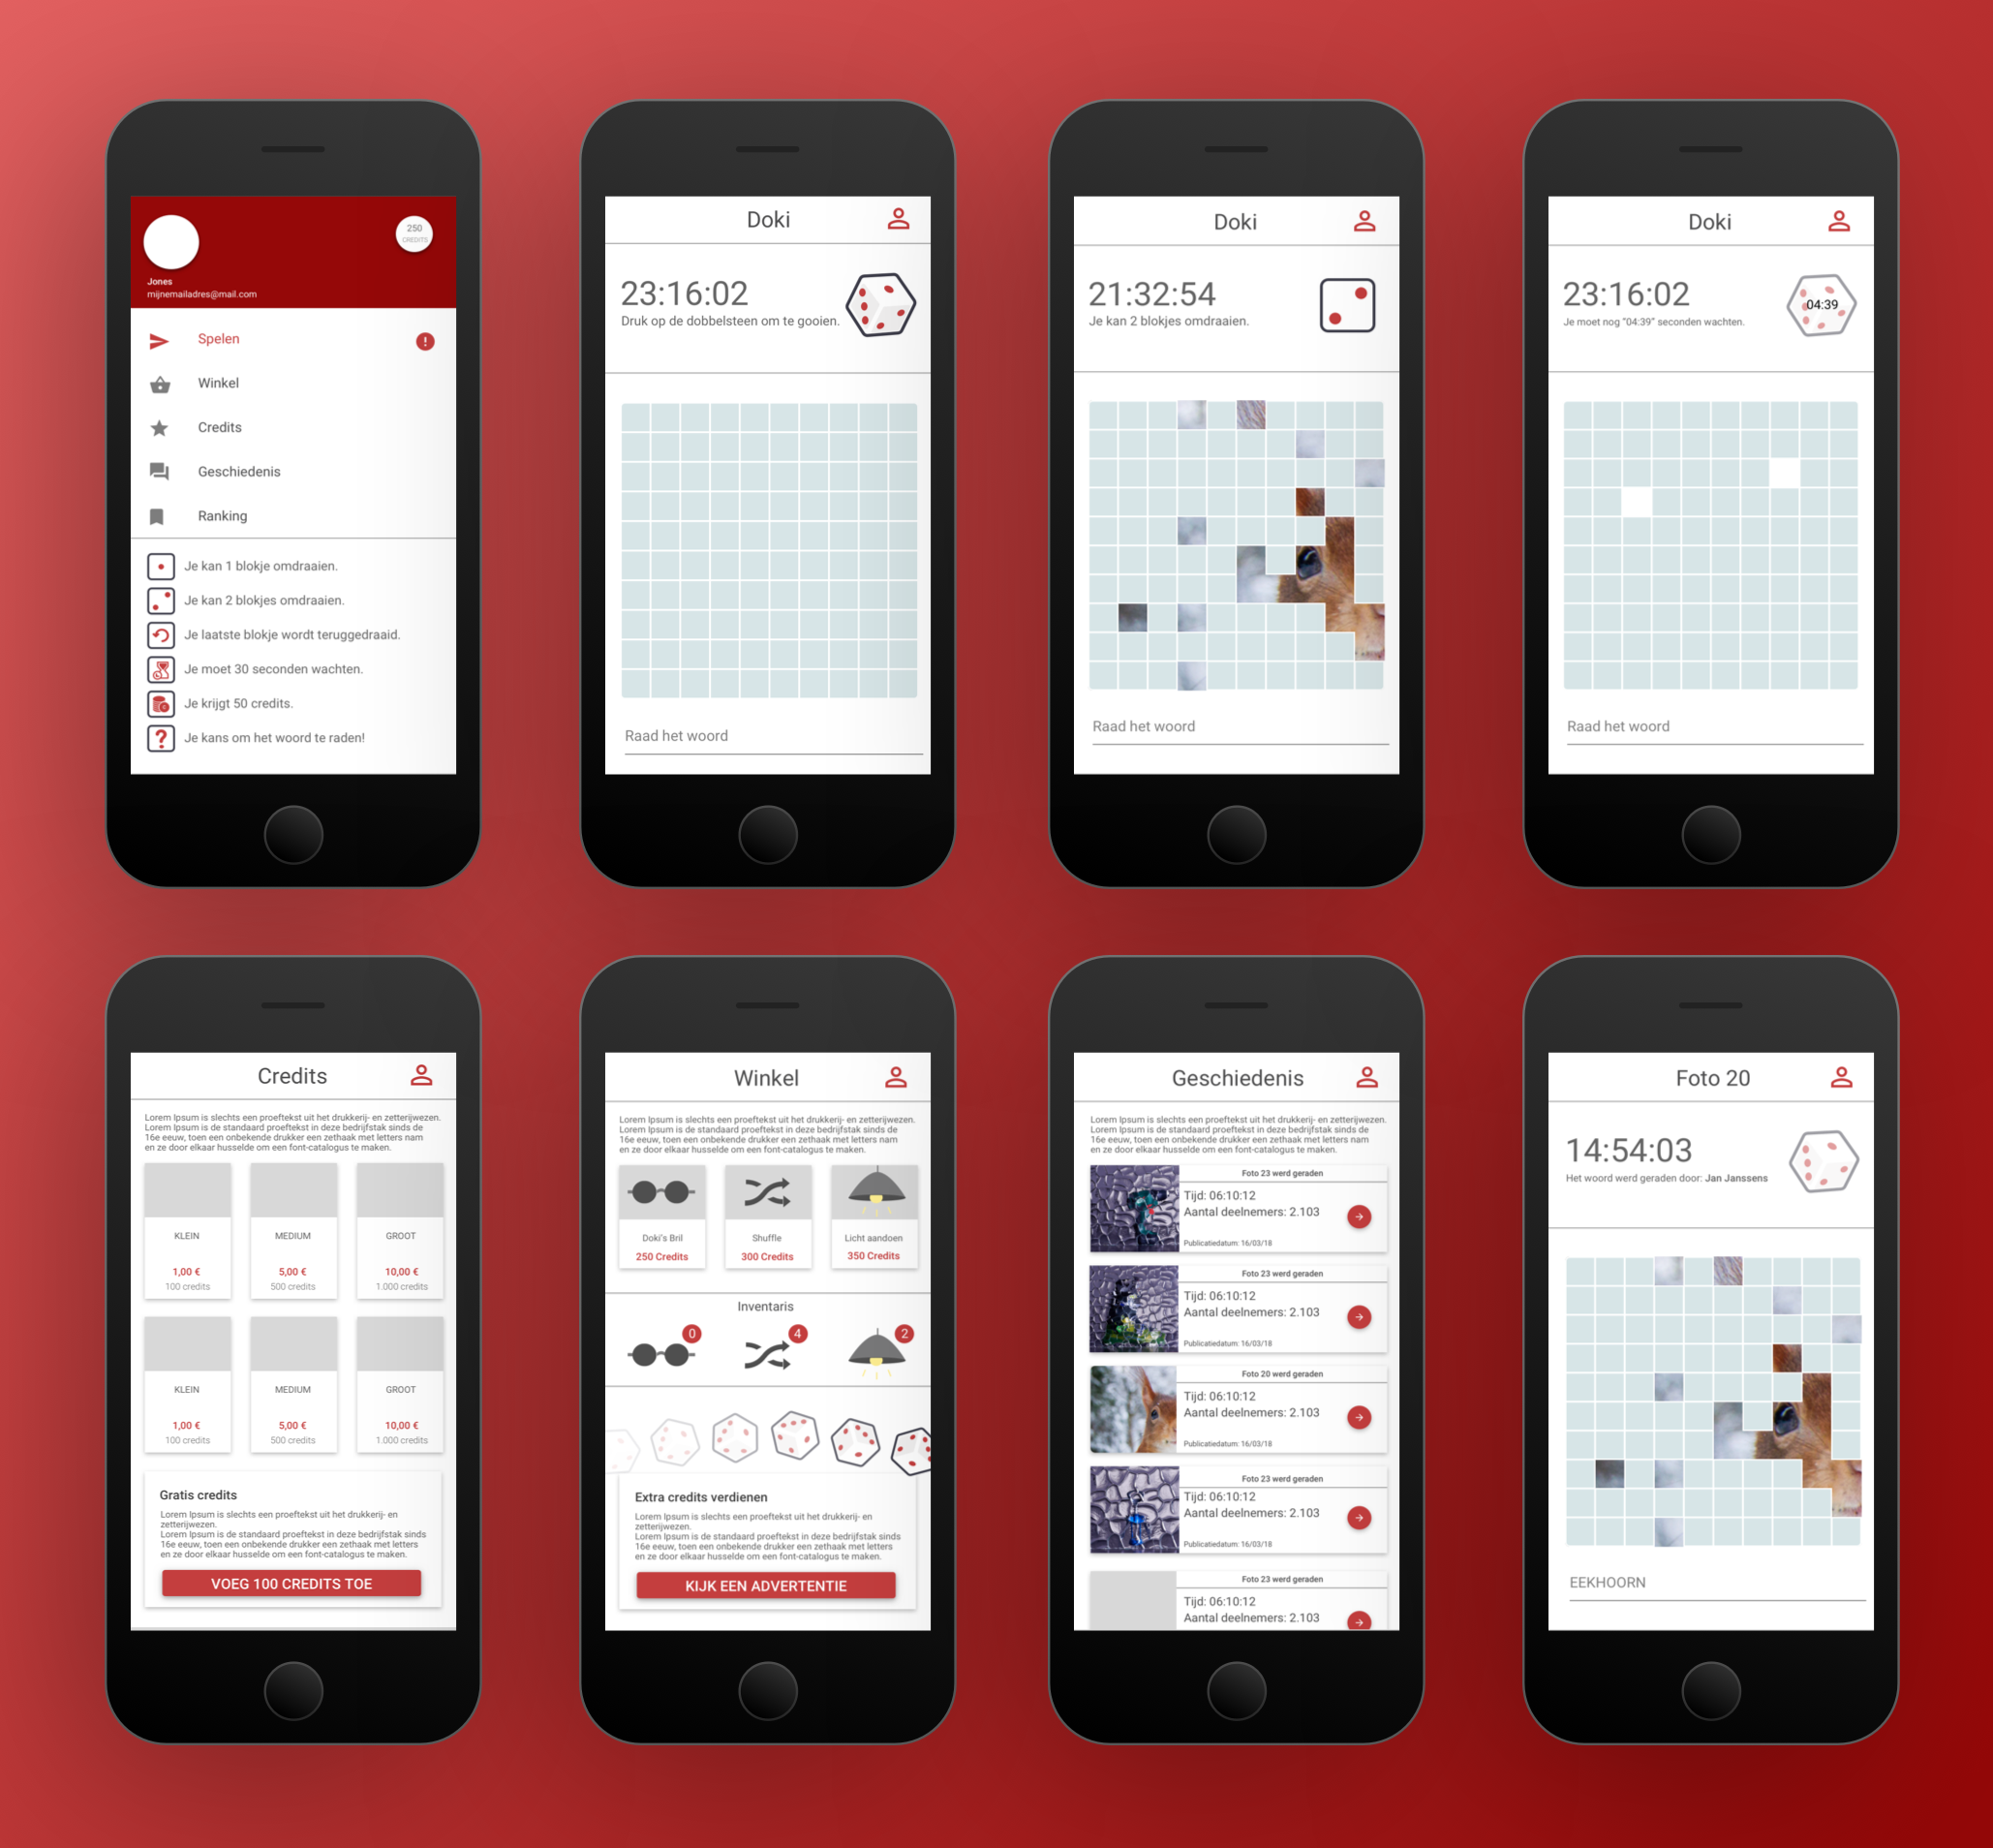 250
CREDITS
Jones
mijnemailadres@mail.com
Spelen
!
Winkel
Credits
Geschiedenis
Ranking
Je kan 1 blokje omdraaien.
Je kan 2 blokjes omdraaien.
Je laatste blokje wordt teruggedraaid.
Je moet 30 seconden wachten.
Je krijgt 50 credits.
? Je kans om het woord te raden!
Doki
23:16:02
Druk op de dobbelsteen om te gooien.
Raad het woord
Doki
21:32:54
Je kan 2 blokjes omdraaien.
Raad het woord
Doki
23:16:02
04:39
Je moet nog "04:39" seconden wachten.
Raad het woord
Credits
Lorem Ipsum is slechts een proeftekst uit het drukkerij- en zetterijwezen.
Lorem Ipsum is de standaard proeftekst in deze bedrijfstak sinds de
16e eeuw, toen een onbekende drukker een zethaak met letters nam
en ze door elkaar husselde om een font-catalogus te maken.
KLEIN
1,00 €
100 credits
MEDIUM
5,00 €
500 credits
GROOT
10,00 €
1.000 credits
KLEIN
1,00 €
100 credits
MEDIUM
5,00 €
500 credits
GROOT
10,00 €
1.000 credits
Gratis credits
Lorem Ipsum is slechts een proeftekst uit het drukkerij- en
zetterijwezen.
Lorem Ipsum is de standaard proeftekst in deze bedrijfstak sinds
16e eeuw, toen een onbekende drukker een zethaak met letters
en ze door elkaar husselde om een font-catalogus te maken.
VOEG 100 CREDITS TOE
Winkel
Lorem Ipsum is slechts een proeftekst uit het drukkerij- en zetterijwezen.
Lorem Ipsum is de standaard proeftekst in deze bedrijfstak sinds de
16e eeuw, toen een onbekende drukker een zethaak met letters nam
en ze door elkaar husselde om een font-catalogus te maken.
Doki's Bril
250 Credits
Shuffle
300 Credits
Licht aandoen
350 Credits
Inventaris
0
4
2
Extra credits verdienen
Lorem Ipsum is slechts een proeftekst uit het drukkerij- en
zetterijwezen.
Lorem Ipsum is de standaard proeftekst in deze bedrijfstak sinds
16e eeuw, toen een onbekende drukker een zethaak met letters
en ze door elkaar husselde om een font-catalogus te maken.
KIJK EEN ADVERTENTIE
Geschiedenis
Lorem Ipsum is slechts een proeftekst uit het drukkerij- en zetterijwezen.
Lorem Ipsum is de standaard proeftekst in deze bedrijfstak sinds de
16e eeuw, toen een onbekende drukker een zethaak met letters nam
en ze door elkaar husselde om een font-catalogus te maken.
Foto 23 werd geraden
Tijd: 06:10:12
Aantal deelnemers: 2.103
Publicatiedatum: 16/03/18
Foto 23 werd geraden
Tijd: 06:10:12
Aantal deelnemers: 2.103
Publicatiedatum: 16/03/18
Foto 20 werd geraden
Tijd: 06:10:12
Aantal deelnemers: 2.103
Publicatiedatum: 16/03/18
Foto 23 werd geraden
Tijd: 06:10:12
Aantal deelnemers: 2.103
Publicatiedatum: 16/03/18
Foto 23 werd geraden
Tijd: 06:10:12
Aantal deelnemers: 2.103
Foto 20
14:54:03
Het woord werd geraden door: Jan Janssens
EEKHOORN